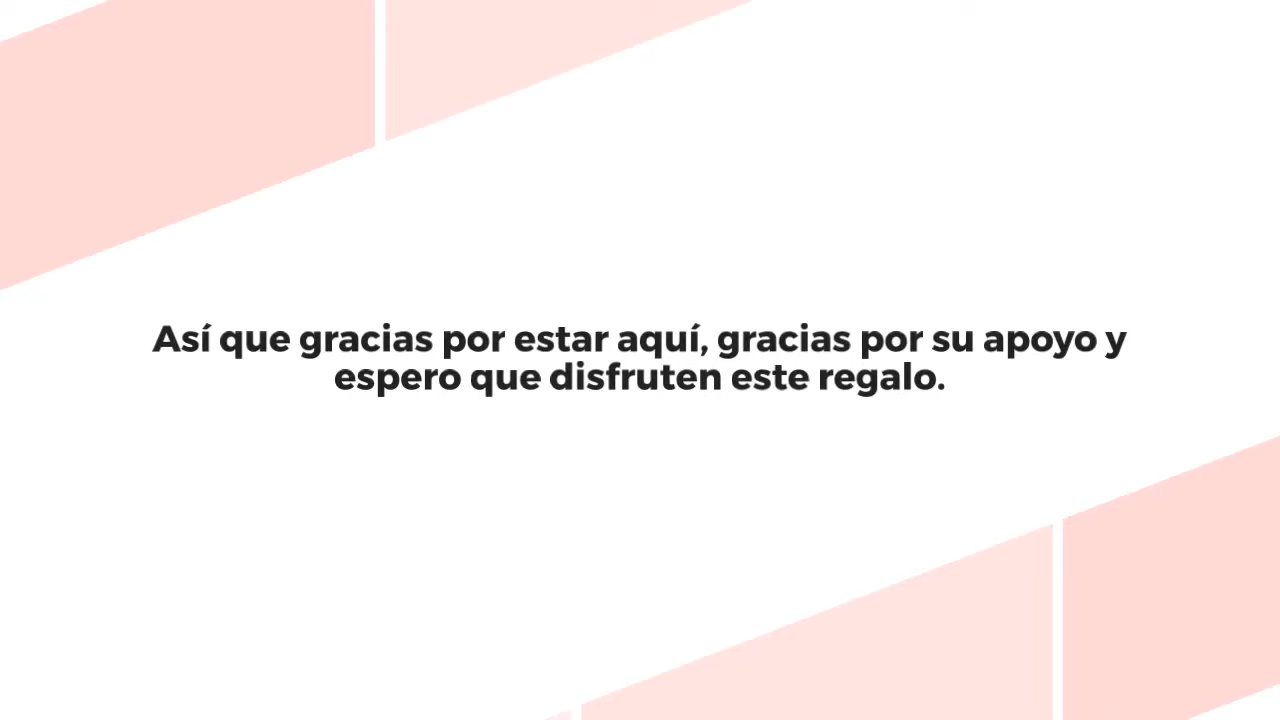 Así que gracias por estar aquí, gracias por su apoyo y
espero que disfruten este regalo.